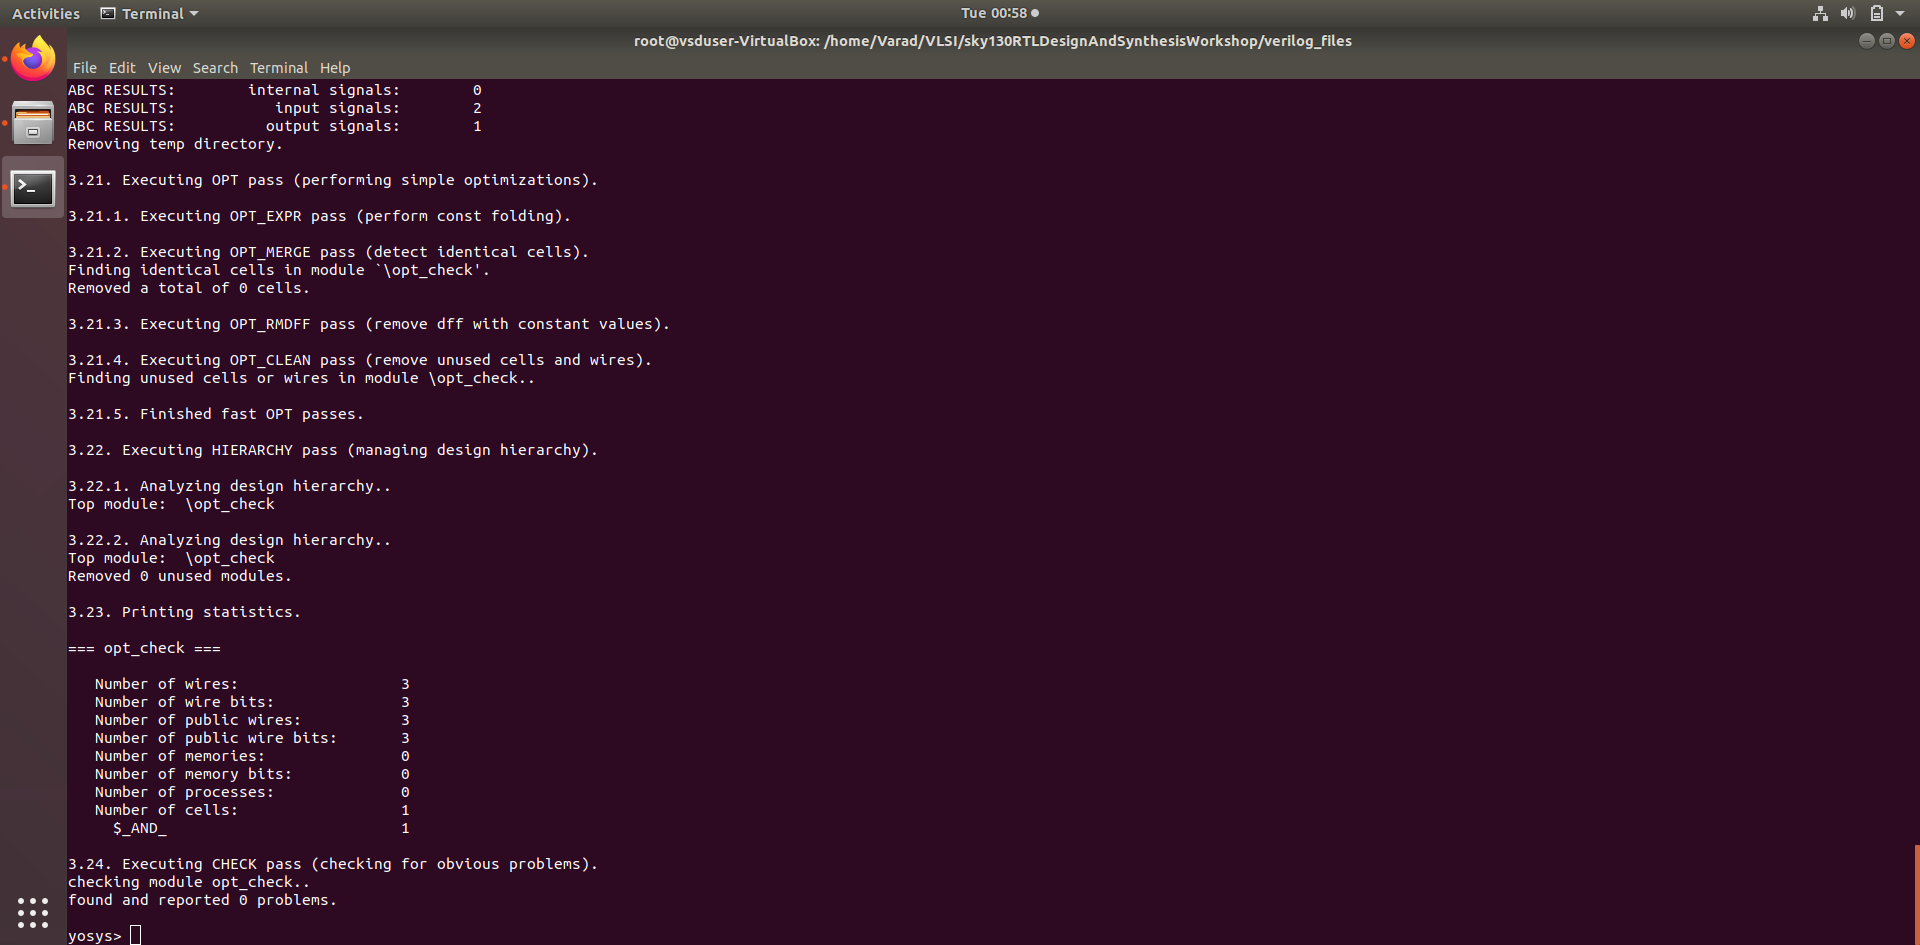 Activities Terminal Tue 00:58
root@vsduser-VirtualBox: /home/Varad/VLSI/sky130RTLDesignAndSynthesisWorkshop/verilog_files
File Edit View Search Terminal Help
ABC RESULTS:        internal signals:        0
ABC RESULTS:           input signals:        2
ABC RESULTS:          output signals:        1
Removing temp directory.
3.21. Executing OPT pass (performing simple optimizations).
3.21.1. Executing OPT_EXPR pass (perform const folding).
3.21.2. Executing OPT_MERGE pass (detect identical cells).
Finding identical cells in module `\opt_check'.
Removed a total of 0 cells.
3.21.3. Executing OPT_RMDFF pass (remove dff with constant values).
3.21.4. Executing OPT_CLEAN pass (remove unused cells and wires).
Finding unused cells or wires in module \opt_check..
3.21.5. Finished fast OPT passes.
3.22. Executing HIERARCHY pass (managing design hierarchy).
3.22.1. Analyzing design hierarchy..
Top module:  \opt_check
3.22.2. Analyzing design hierarchy..
Top module:  \opt_check
Removed 0 unused modules.
3.23. Printing statistics.
=== opt_check ===
Number of wires:                  3
Number of wire bits:              3
Number of public wires:           3
Number of public wire bits:       3
Number of memories:               0
Number of memory bits:            0
Number of processes:              0
Number of cells:                  1
$_AND_                          1
3.24. Executing CHECK pass (checking for obvious problems).
checking module opt_check..
found and reported 0 problems.
yosys>